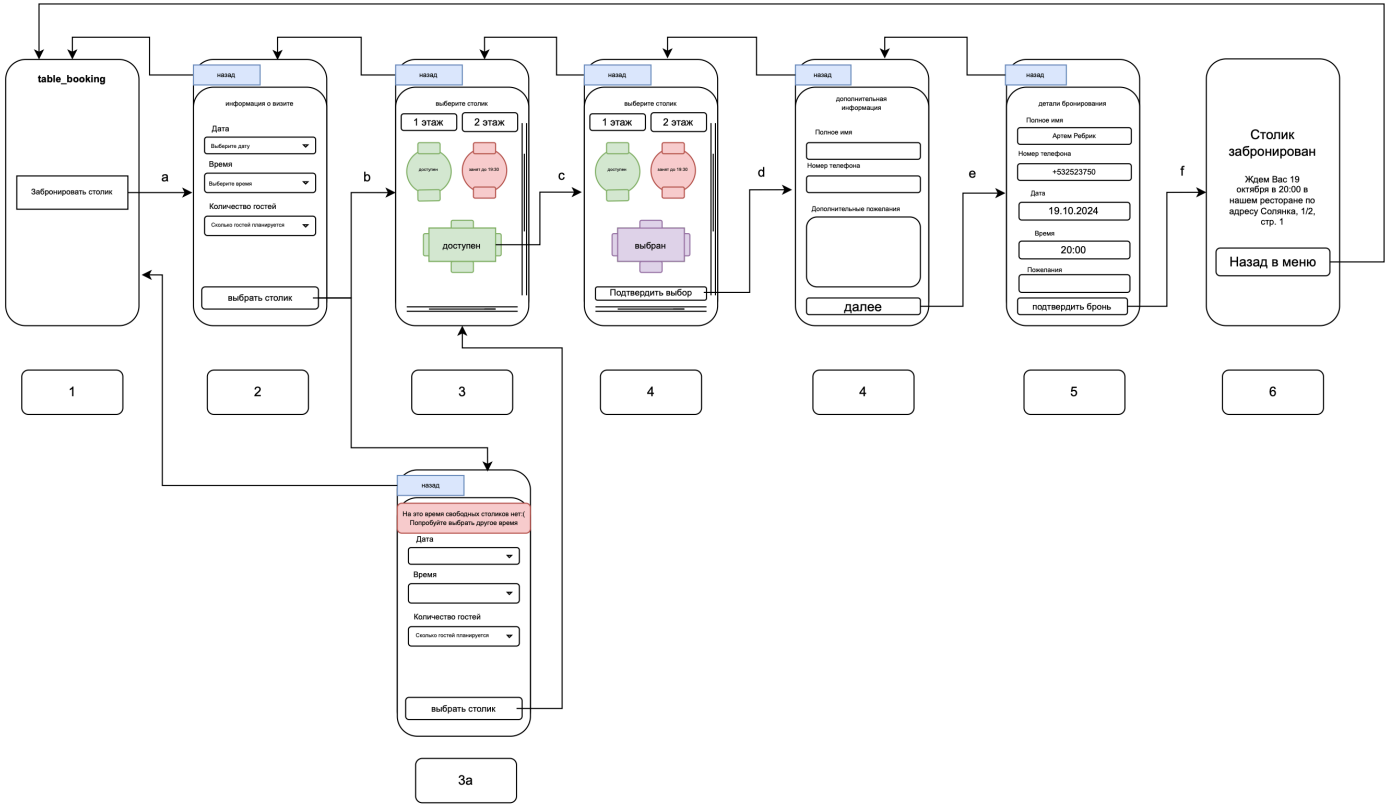 table_booking
Забронировать столик
a
назад
информация о визите
Дата
Выберите дату
Время
Выберите время
Количество гостей
Сколько гостей планируется
выбрать столик
b
назад
выберите столик
1 этаж
2 этаж
доступен
занят до 19:30
доступен
c
назад
выберите столик
1 этаж
2 этаж
доступен
занят до 19:30
выбран
Подтвердить выбор
d
назад
дополнительная
информация
Полное имя
Номер телефона
Дополнительные пожелания
далее
e
назад
детали бронирования
Полное имя
Артем Ребрик
Номер телефона
+532523750
Дата
19.10.2024
Время
20:00
Пожелания
подтвердить бронь
f
Столик
забронирован
Ждем Вас 19
октября в 20:00 в
нашем ресторане по
адресу Солянка, 1/2,
стр. 1
Назад в меню
1
2
3
4
4
5
6
назад
На это время свободных столиков нет:(
Попробуйте выбрать другое время
Дата
Время
Количество гостей
Сколько гостей планируется
выбрать столик
3a